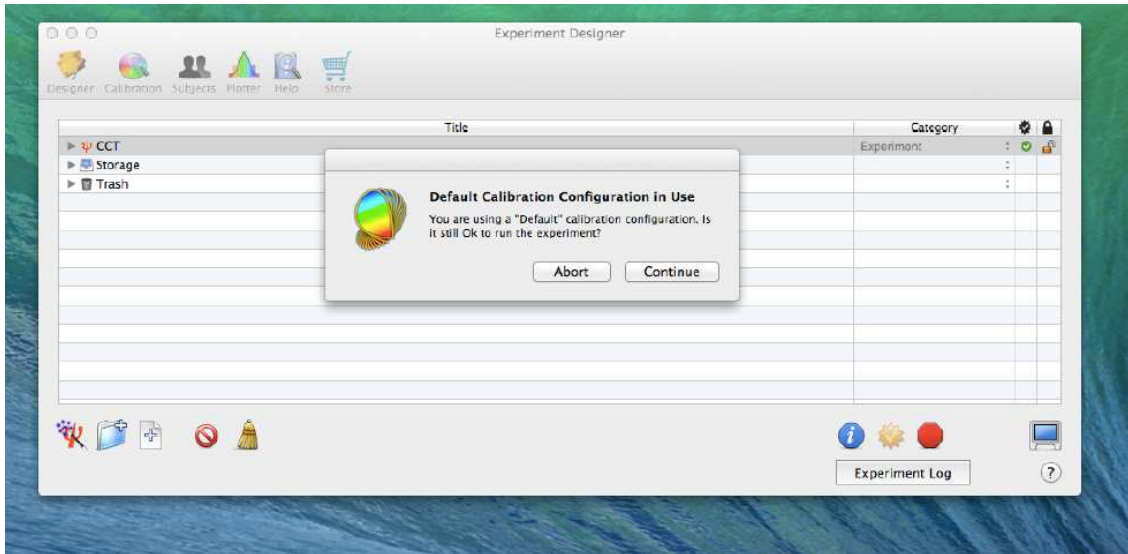 Experiment Designer
Designer Calibration Subjects Plotter Help Store
Title Category
CCT Experiment
Storage
Trash
Default Calibration Configuration in Use
You are using a "Default" calibration configuration. Is
it still Ok to run the experiment?
Abort Continue
Experiment Log
?